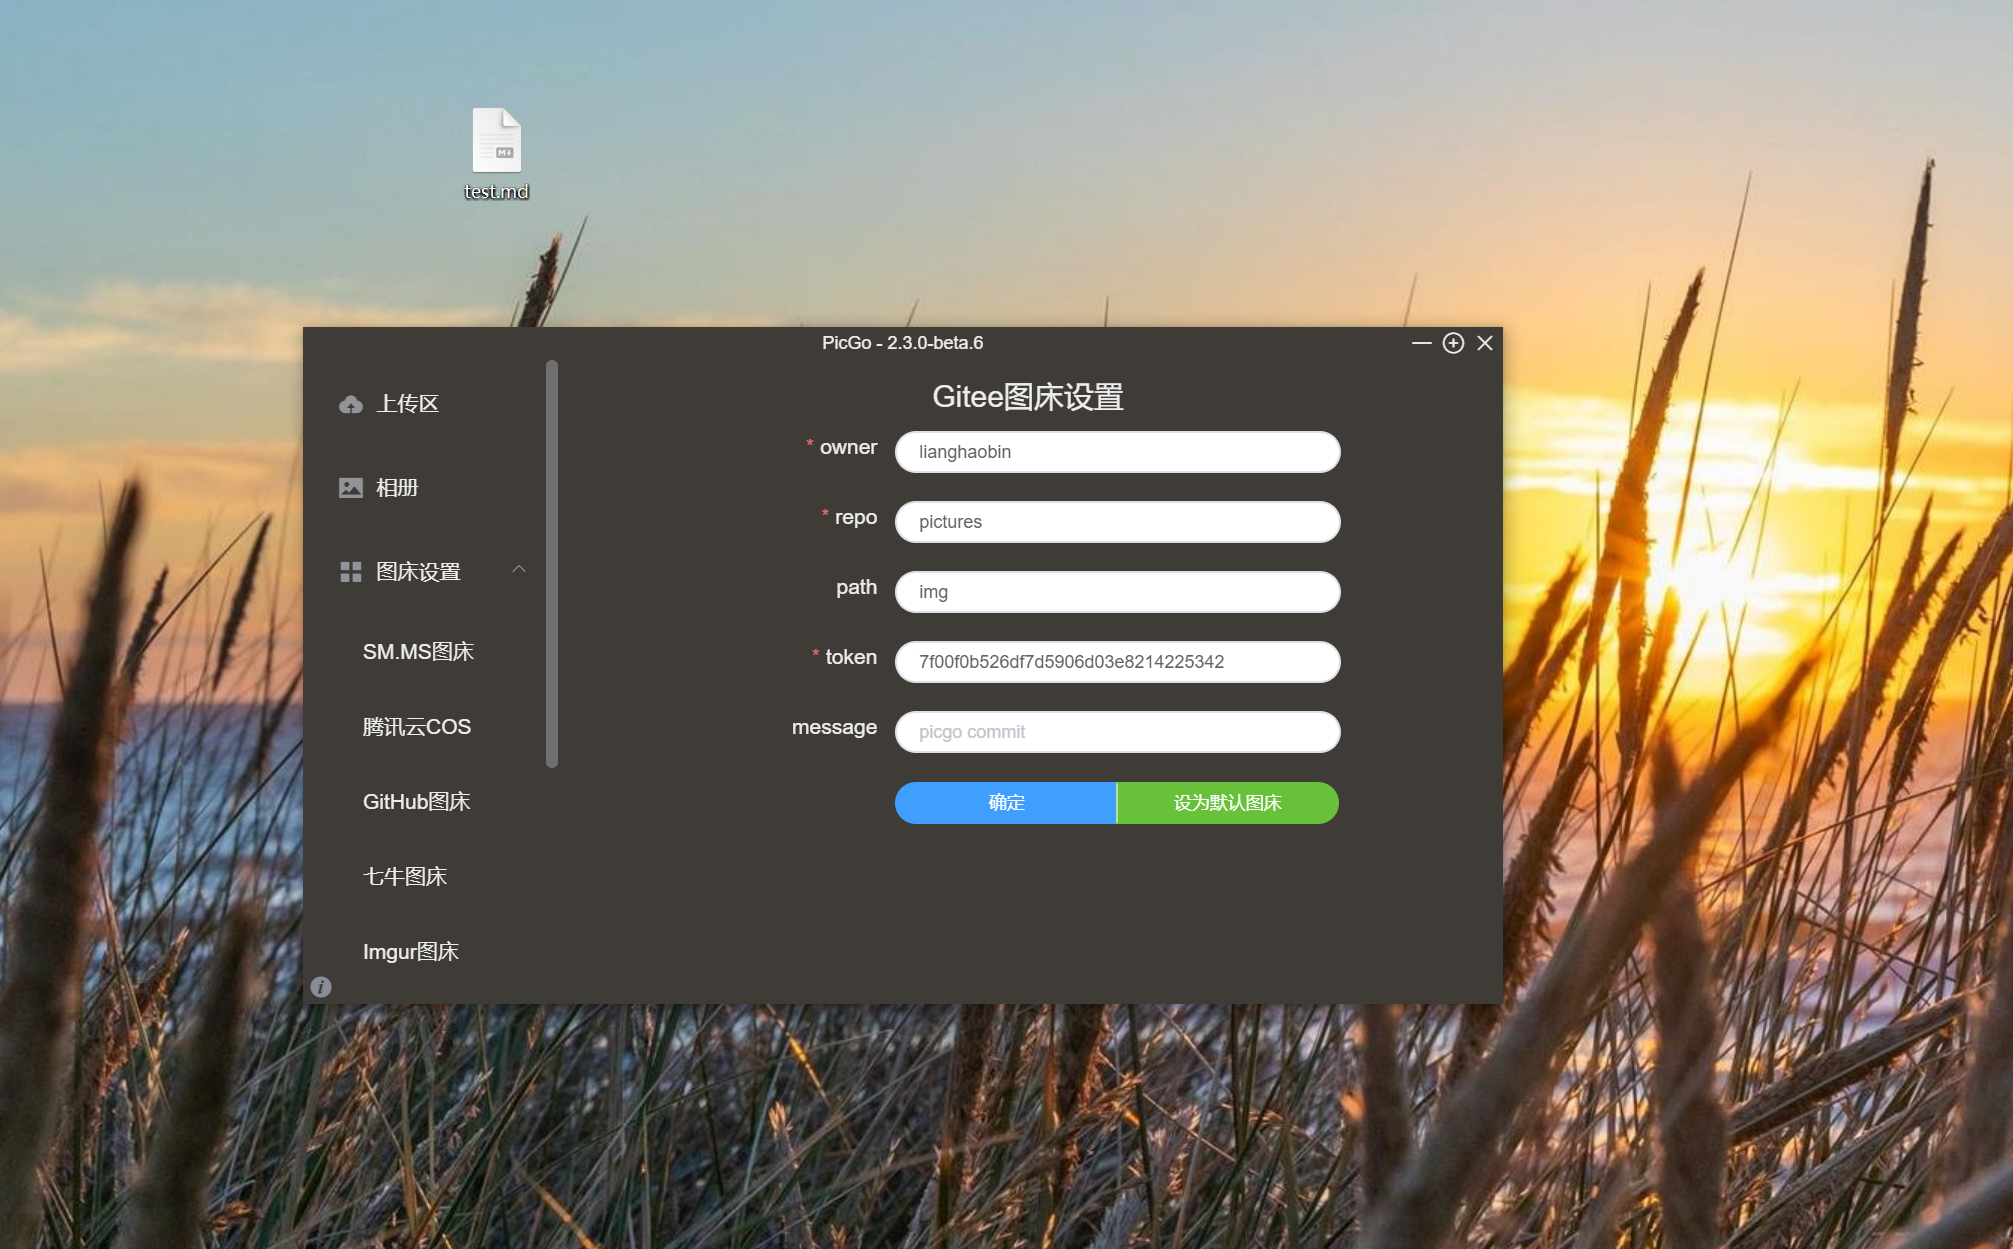 test.md
PicGo - 2.3.0-beta.6
上传区
相册
图床设置
SM.MS图床
腾讯云COS
GitHub图床
七牛图床
Imgur图床
Gitee图床设置
* owner
lianghaobin
* repo
pictures
path
img
* token
7f00f0b526df7d5906d03e8214225342
message
picgo commit
确定
设为默认图床